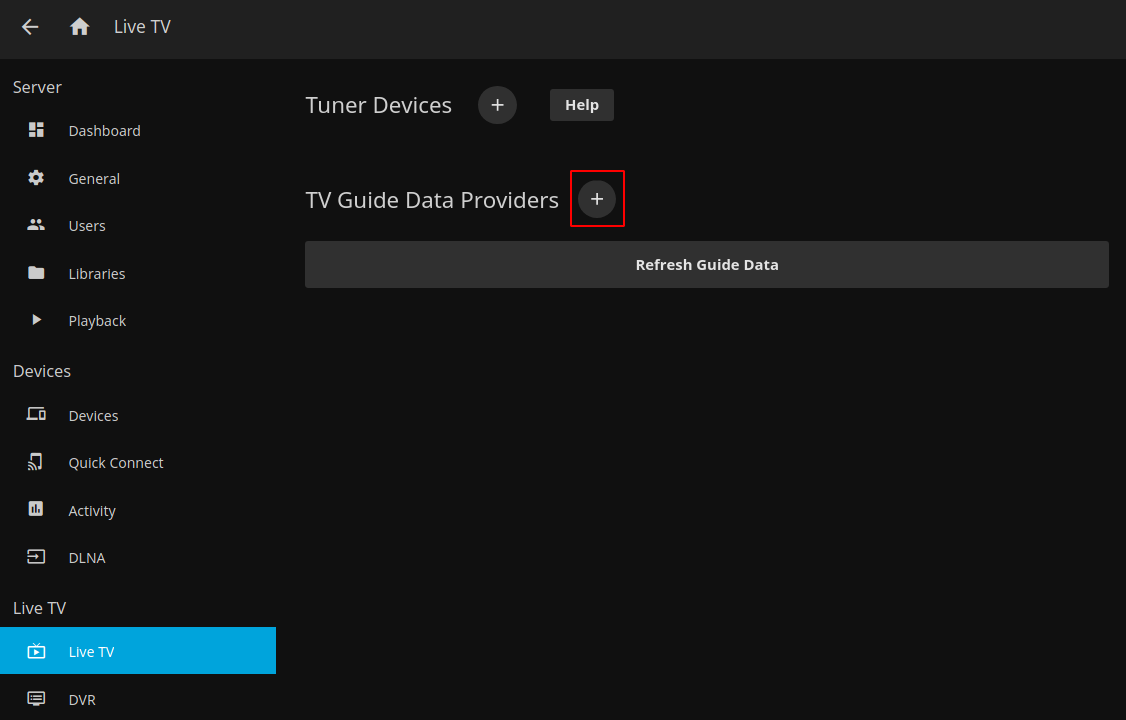 Live TV
Server
Dashboard
General
Users
Libraries
Playback
Devices
Devices
Quick Connect
Activity
DLNA
Live TV
Live TV
DVR
Tuner Devices + Help
TV Guide Data Providers +
Refresh Guide Data